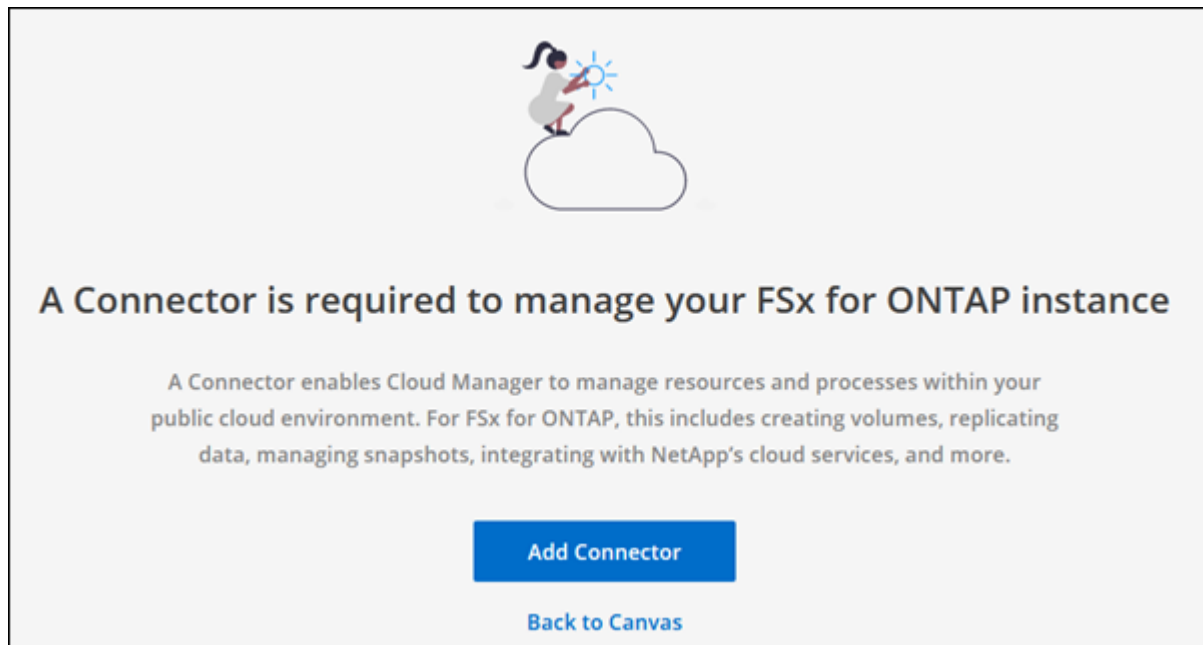 A Connector is required to manage your FSx for ONTAP instance
A Connector enables Cloud Manager to manage resources and processes within your
public cloud environment. For FSx for ONTAP, this includes creating volumes, replicating
data, managing snapshots, integrating with NetApp’s cloud services, and more.
Add Connector
Back to Canvas